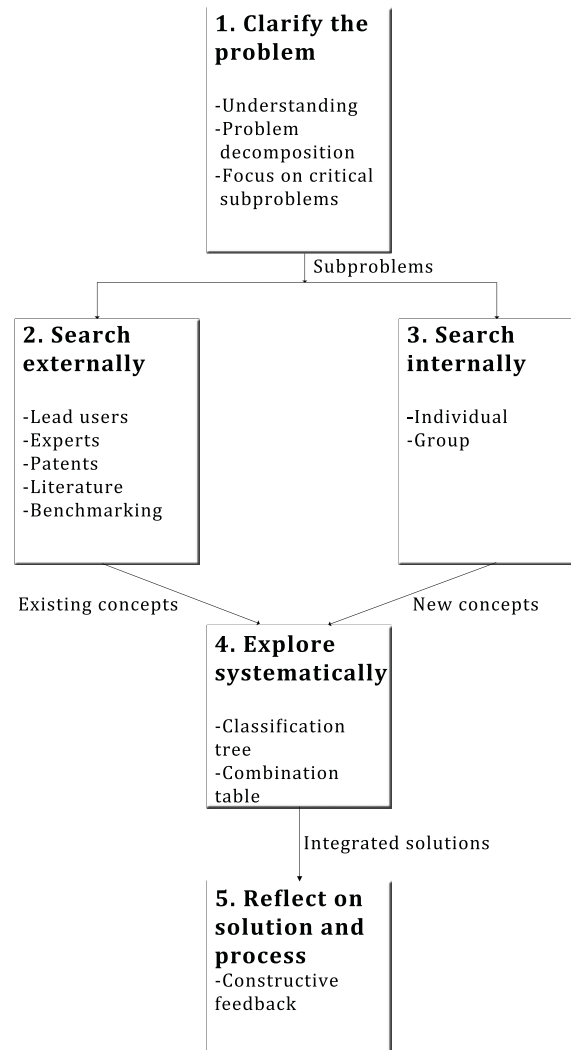 1. Clarify the
problem
-Understanding
-Problem
decomposition
-Focus on critical
subproblems
Subproblems
2. Search
externally
-Lead users
-Experts
-Patents
-Literature
-Benchmarking
3. Search
internally
-Individual
-Group
Existing concepts
New concepts
4. Explore
systematically
-Classification
tree
-Combination
table
Integrated solutions
5. Reflect on
solution and
process
-Constructive
feedback